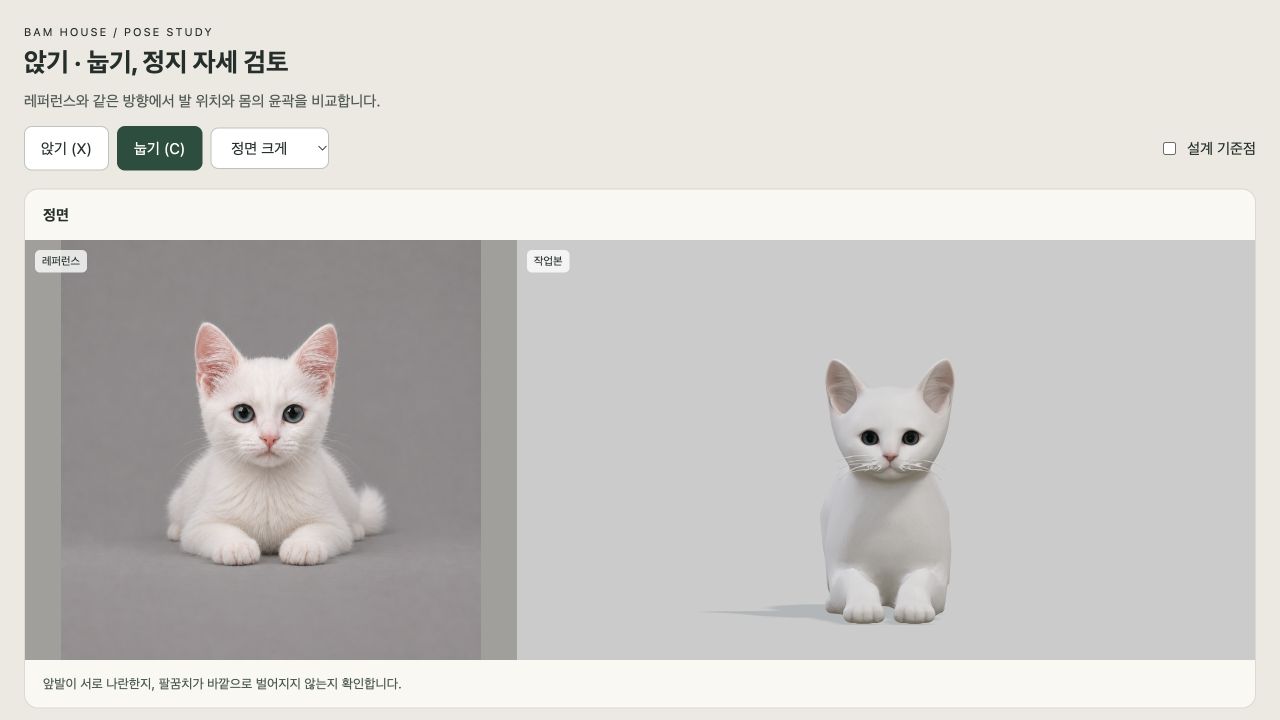 BAM HOUSE / POSE STUDY
앉기 · 눕기, 정지 자세 검토
레퍼런스와 같은 방향에서 발 위치와 몸의 윤곽을 비교합니다.
앉기 (X)
눕기 (C)
정면 크게
설계 기준점
정면
레퍼런스
작업본
앞발이 서로 나란한지, 팔꿈치가 바깥으로 벌어지지 않는지 확인합니다.